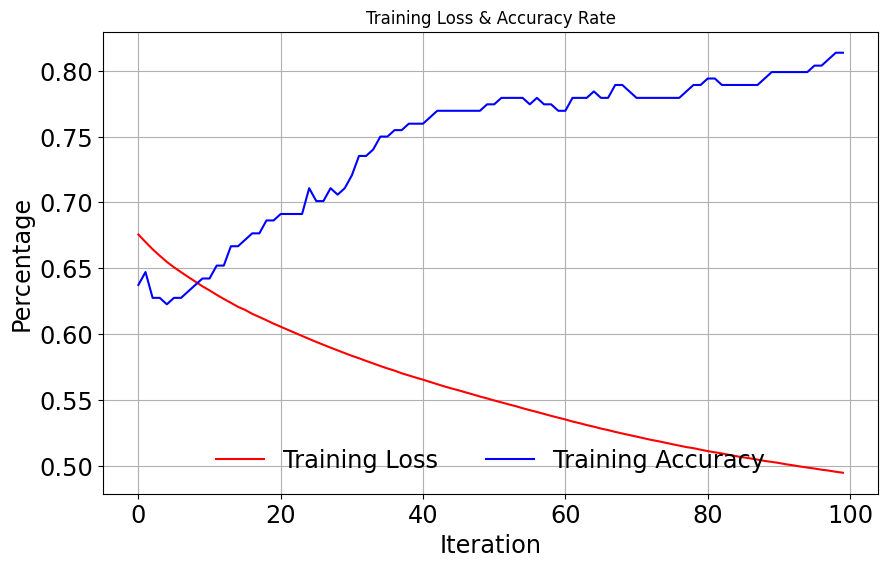 Training Loss & Accuracy Rate
0.80
0.75
0.70
0.65
0.60
0.55
0.50
Percentage
Training Loss
Training Accuracy
0 20 40 60 80 100
Iteration